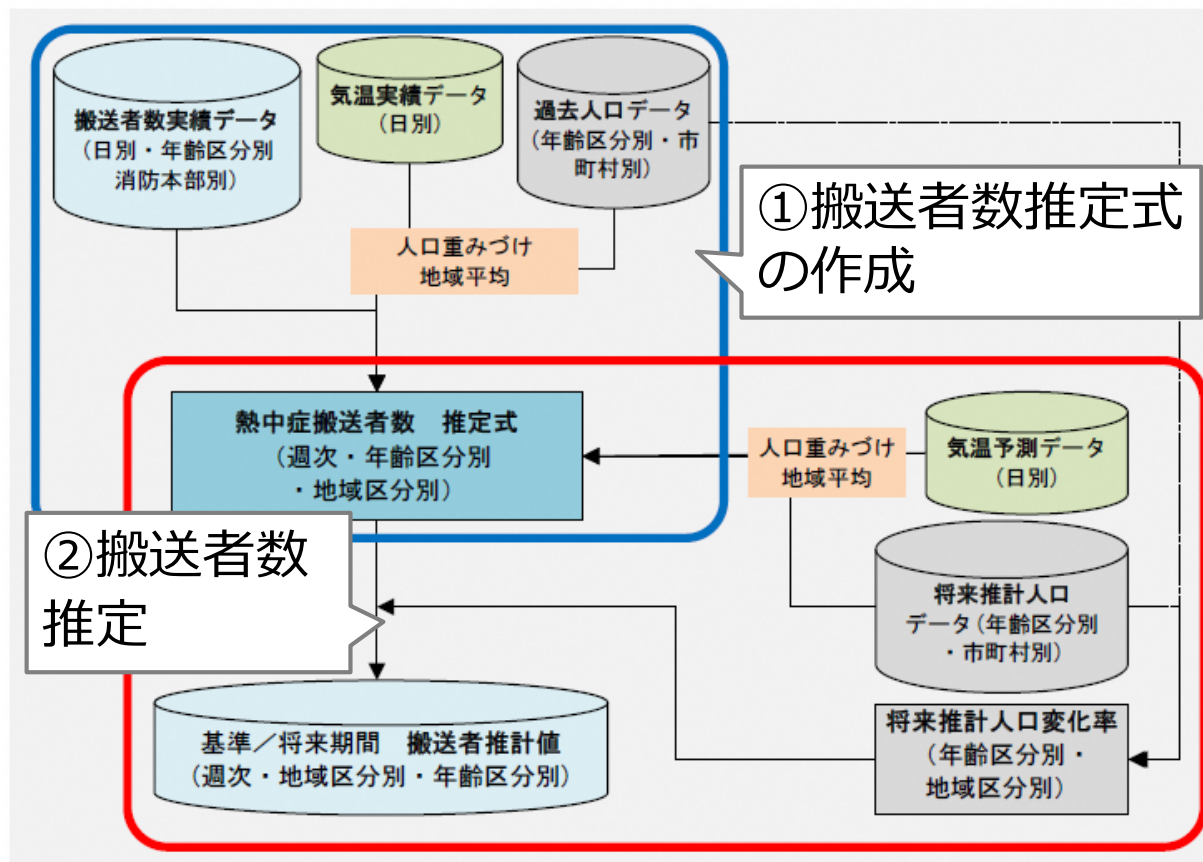 搬送者数実績データ
（日別・年齢区分別
消防本部別）
気温実績データ
（日別）
過去人口データ
（年齢区分別・市
町村別）
①搬送者数推定式
の作成
人口重みづけ
地域平均
熱中症搬送者数　推定式
（週次・年齢区分別
・地域区分別）
人口重みづけ
地域平均
気温予測データ
（日別）
②搬送者数
推定
将来推計人口
データ（年齢区分別
・市町村別）
将来推計人口変化率
（年齢区分別・
地域区分別）
基準／将来期間　搬送者推計値
（週次・地域区分別・年齢区分別）